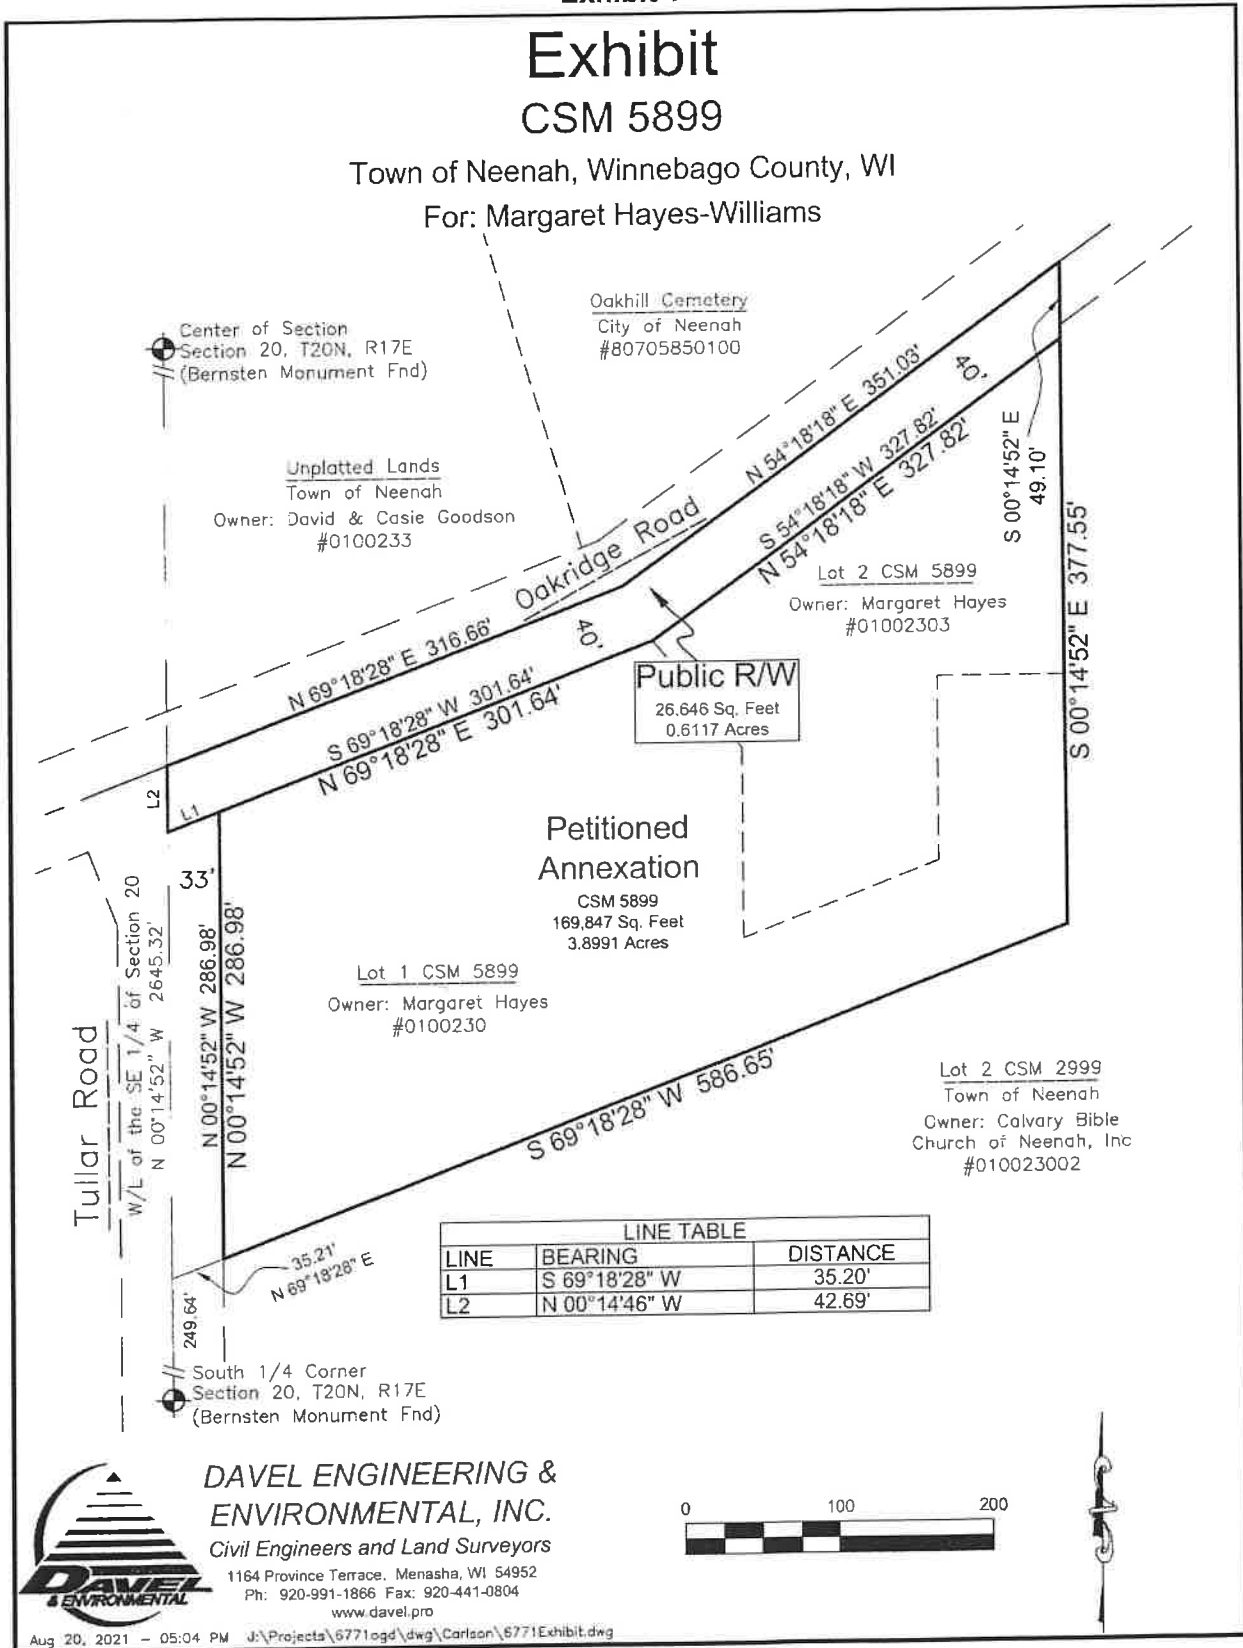 Exhibit
CSM 5899
Town of Neenah, Winnebago County, WI
For: Margaret Hayes-Williams
Oakhill Cemetery
City of Neenah
#80705850100
Center of Section
Section 20, T20N, R17E
(Bernsten Monument Fnd)
Unplatted Lands
Town of Neenah
Owner: David & Casie Goodson
#0100233
N 54°18'18" E 351.03'
40'
S 54°18'18" W 327.82'
N 54°18'18" E 327.82'
S 00°14'52" E
49.10'
S 00°14'52" E 377.55'
Oakridge Road
Lot 2 CSM 5899
Owner: Margaret Hayes
#01002303
N 69°18'28" E 316.66'
40'
S 69°18'28" W 301.64'
N 69°18'28" E 301.64'
Public R/W
26.646 Sq. Feet
0.6117 Acres
L2
L1
33'
Petitioned
Annexation
CSM 5899
169,847 Sq. Feet
3.8991 Acres
Tullar Road
W/L of the SE 1/4 of Section 20
N 00°14'52" W 2645.32'
N 00°14'52" W 286.98'
N 00°14'52" W 286.98'
Lot 1 CSM 5899
Owner: Margaret Hayes
#0100230
S 69°18'28" W 586.65'
Lot 2 CSM 2999
Town of Neenah
Owner: Calvary Bible
Church of Neenah, Inc
#010023002
35.21'
N 69°18'28" E
249.64'
LINE TABLE
LINE BEARING DISTANCE
L1 S 69°18'28" W 35.20'
L2 N 00°14'46" W 42.69'
South 1/4 Corner
Section 20, T20N, R17E
(Bernsten Monument Fnd)
DAVEL
& ENVIRONMENTAL
DAVEL ENGINEERING &
ENVIRONMENTAL, INC.
Civil Engineers and Land Surveyors
1164 Province Terrace, Menasha, WI 54952
Ph: 920-991-1866 Fax: 920-441-0804
www.davel.pro
0 100 200
Aug 20, 2021 - 05:04 PM J:\Projects\6771ogd\dwg\Carlson\6771Exhibit.dwg